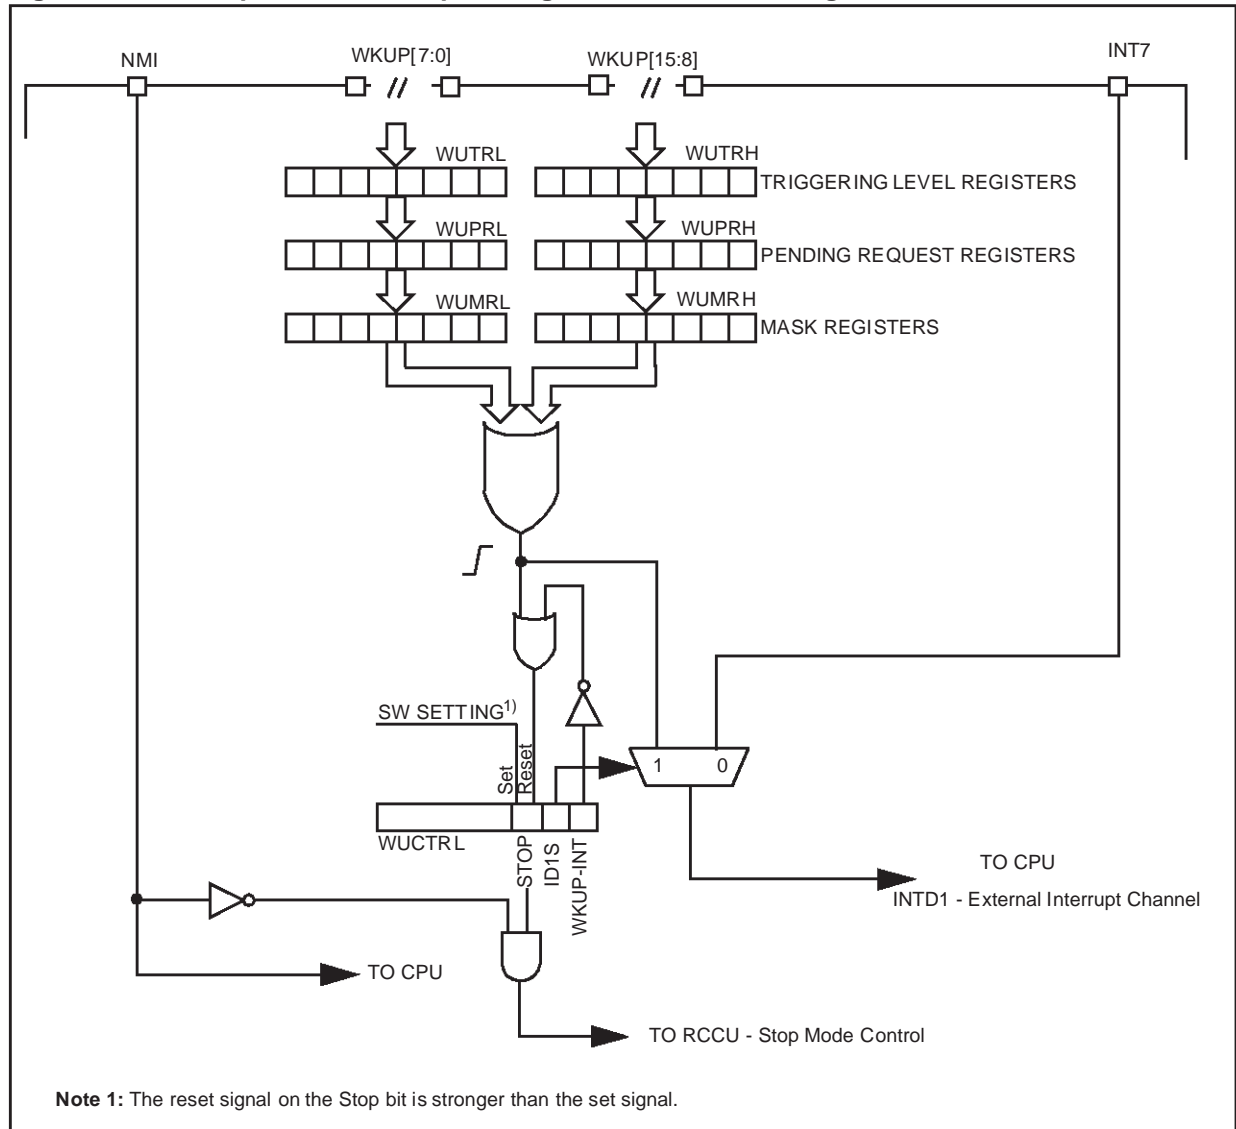 NMI
WKUP[7:0]
WKUP[15:8]
INT7
WUTRL
WUTRH
TRIGGERING LEVEL REGISTERS
WUPRL
WUPRH
PENDING REQUEST REGISTERS
WUMRL
WUMRH
MASK REGISTERS
SW SETTING1)
Set
Reset
1
0
WUCTRL
STOP
ID1S
WKUP-INT
TO CPU
INTD1 - External Interrupt Channel
TO CPU
TO RCCU - Stop Mode Control
Note 1: The reset signal on the Stop bit is stronger than the set signal.